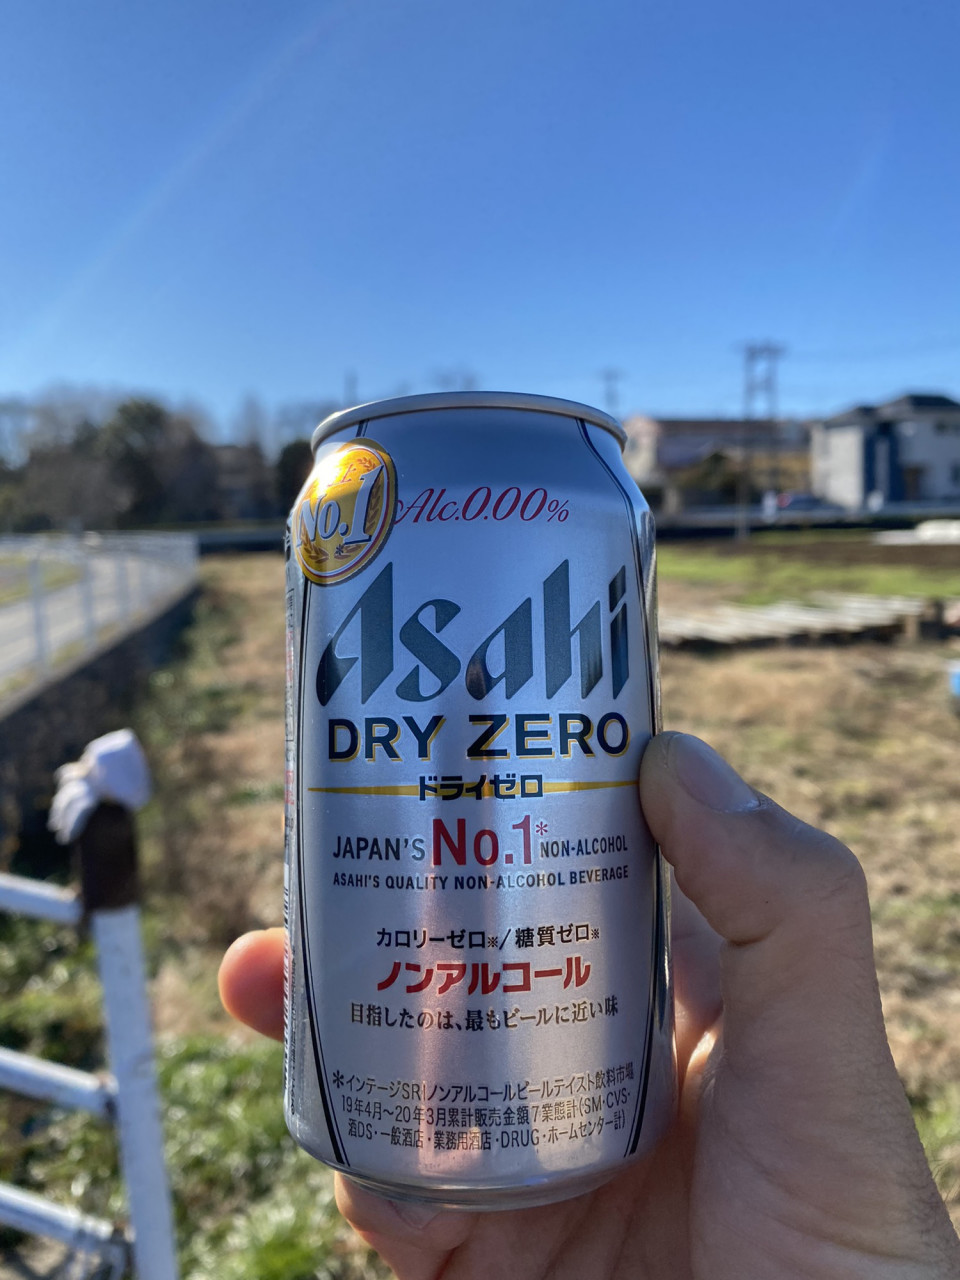 No.1
Alc.0.00%
Asahi
DRY ZERO
ドライゼロ
JAPAN'S No.1* NON-ALCOHOL
ASAHI'S QUALITY NON-ALCOHOL BEVERAGE
カロリーゼロ※/糖質ゼロ※
ノンアルコール
目指したのは、最もビールに近い味
*インテージSRIノンアルコールビールテイスト飲料市場
19年4月~20年3月累計販売金額7業態計(SM・CVS・
酒DS・一般酒店・業務用酒店・DRUG・ホームセンター計)